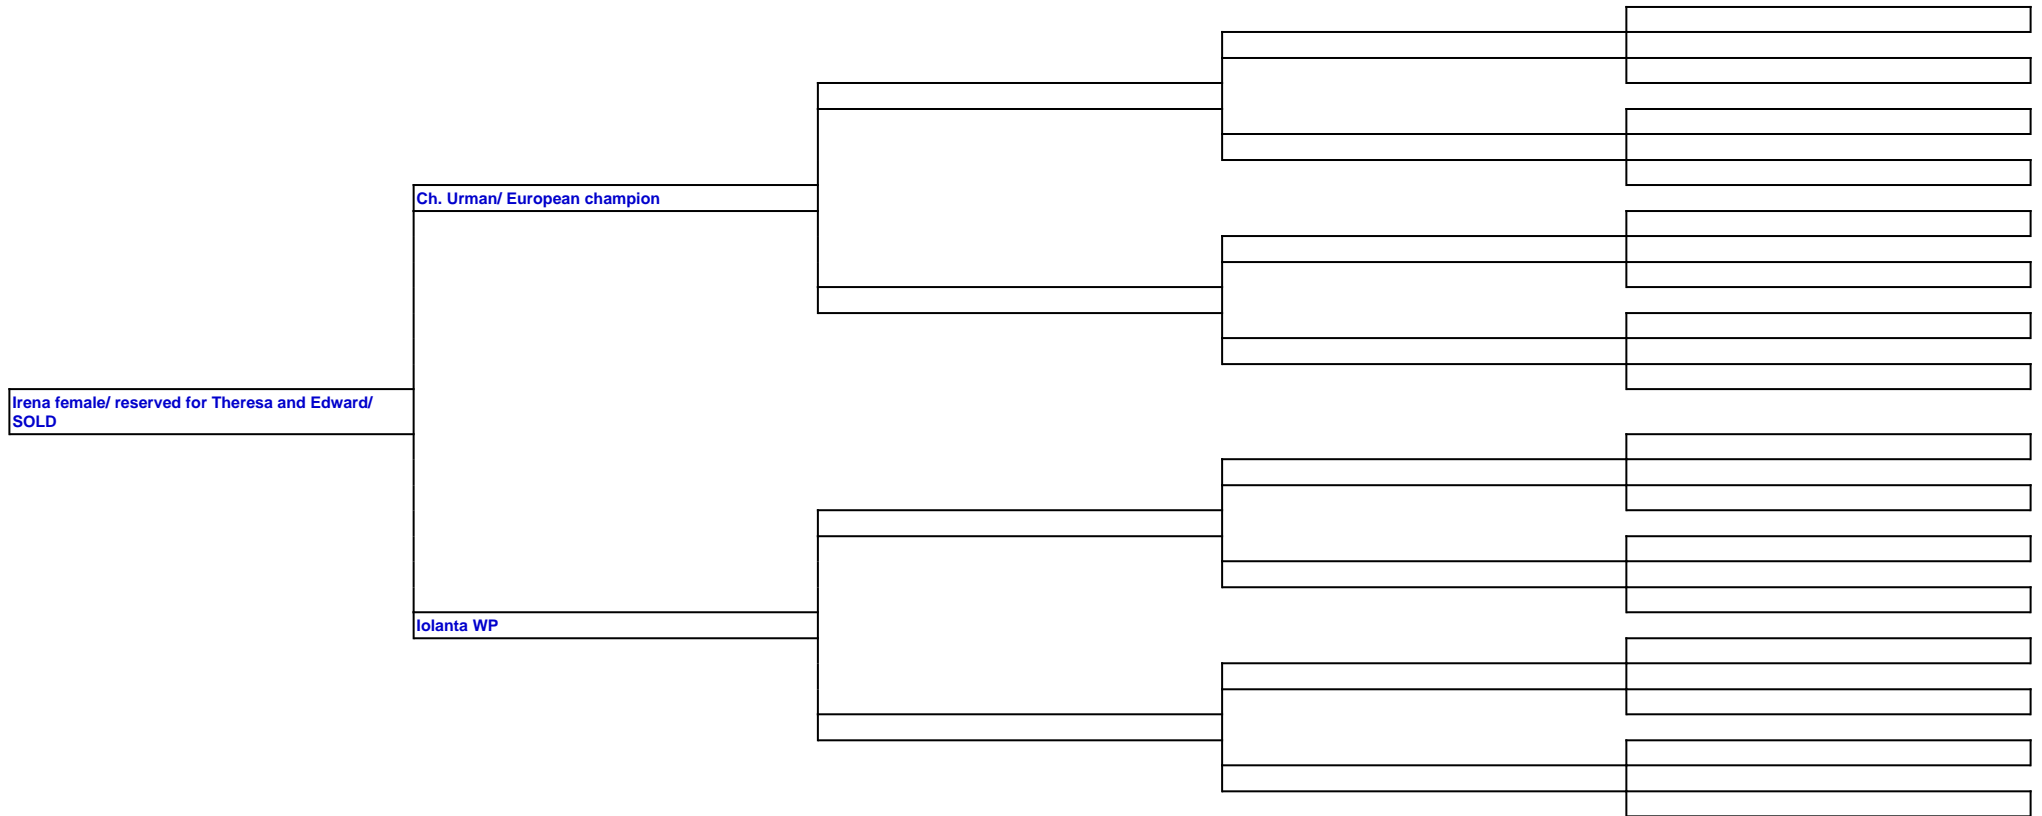 Ch. Urman/ European champion
Irena female/ reserved for Theresa and Edward/
SOLD
Iolanta WP